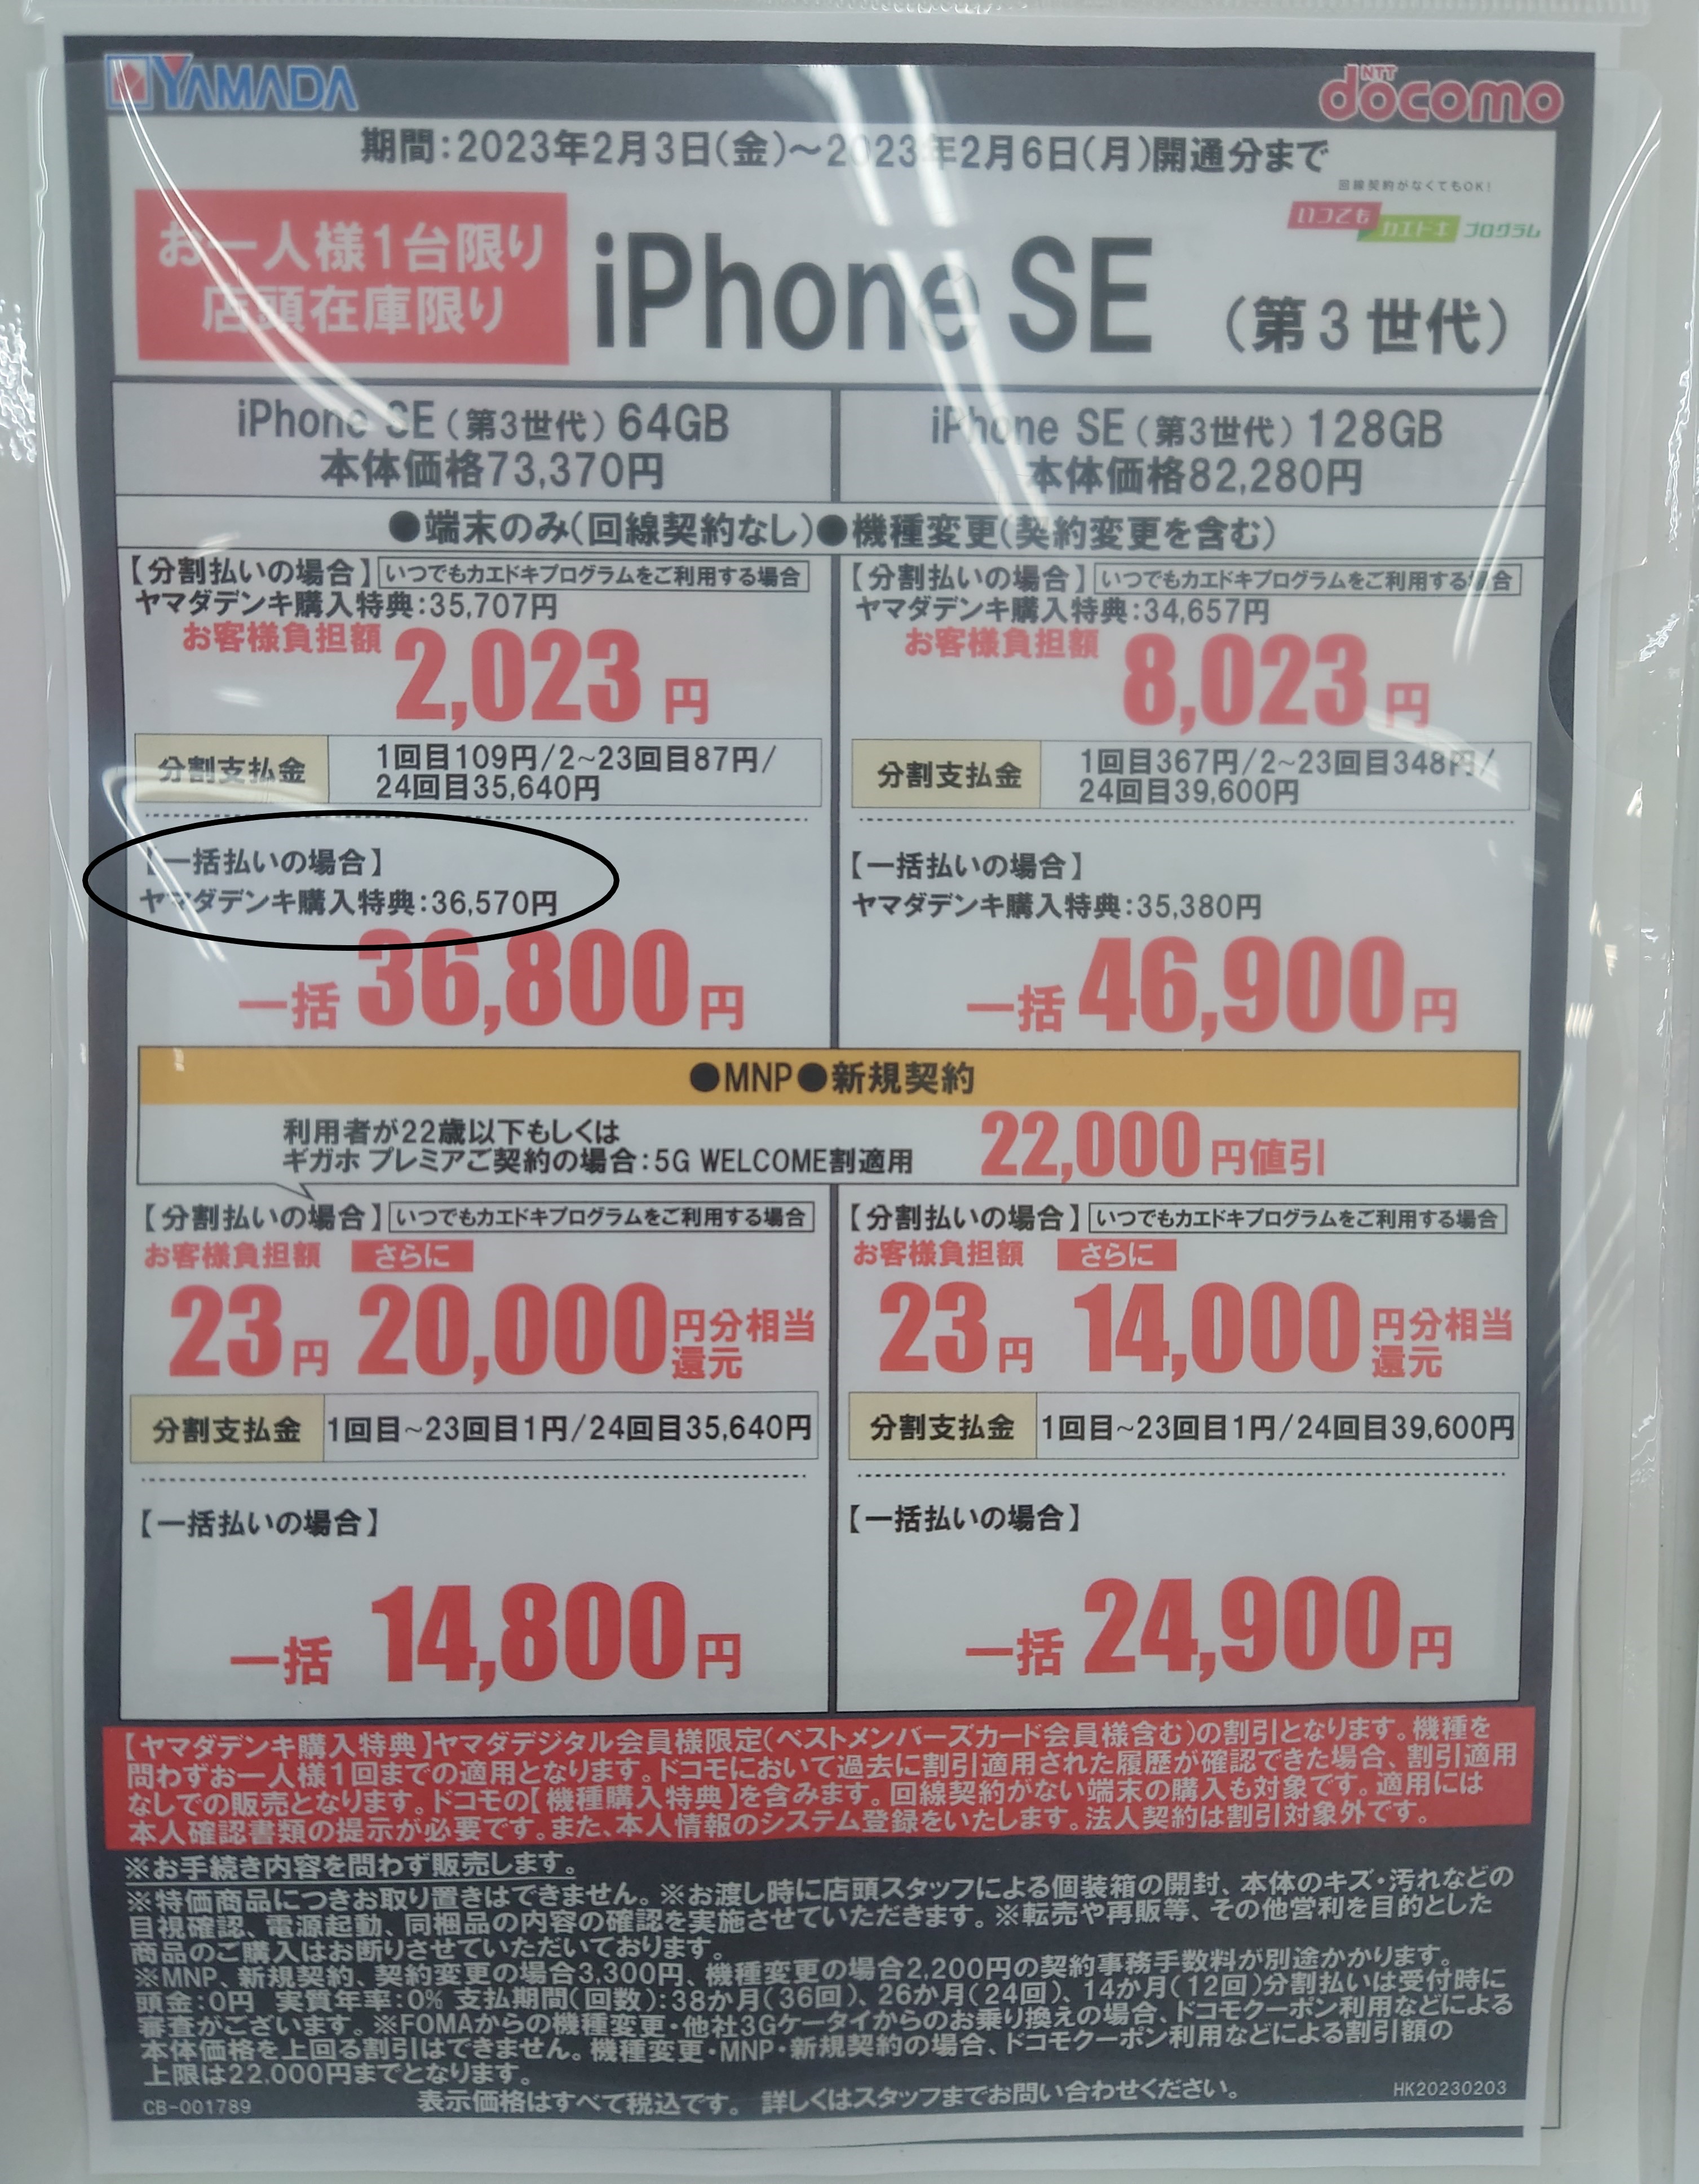 YAMADA
NTT docomo
期間:2023年2月3日(金)～2023年2月6日(月)開通分まで
回線契約がなくてもOK!
いつでも カエドキ プログラム
お一人様1台限り
店頭在庫限り
iPhone SE (第3世代)
iPhone SE(第3世代) 64GB
本体価格73,370円
iPhone SE(第3世代) 128GB
本体価格82,280円
●端末のみ(回線契約なし)●機種変更(契約変更を含む)
【分割払いの場合】いつでもカエドキプログラムをご利用する場合
ヤマダデンキ購入特典:35,707円
お客様負担額 2,023円
分割支払金 1回目109円/2~23回目87円/
24回目35,640円
【一括払いの場合】
ヤマダデンキ購入特典:36,570円
一括 36,800円
【分割払いの場合】いつでもカエドキプログラムをご利用する場合
ヤマダデンキ購入特典:34,657円
お客様負担額 8,023円
分割支払金 1回目367円/2~23回目348円/
24回目39,600円
【一括払いの場合】
ヤマダデンキ購入特典:35,380円
一括 46,900円
●MNP●新規契約
利用者が22歳以下もしくは
ギガホ プレミアご契約の場合:5G WELCOME割適用
22,000円値引
【分割払いの場合】いつでもカエドキプログラムをご利用する場合
お客様負担額 さらに
23円 20,000円分相当還元
分割支払金 1回目~23回目1円/24回目35,640円
【一括払いの場合】
一括 14,800円
【分割払いの場合】いつでもカエドキプログラムをご利用する場合
お客様負担額 さらに
23円 14,000円分相当還元
分割支払金 1回目~23回目1円/24回目39,600円
【一括払いの場合】
一括 24,900円
【ヤマダデンキ購入特典】ヤマダデジタル会員様限定(ベストメンバーズカード会員様含む)の割引となります。機種を
問わずお一人様1回までの適用となります。ドコモにおいて過去に割引適用された履歴が確認できた場合、割引適用
なしでの販売となります。ドコモの【機種購入特典】を含みます。回線契約がない端末の購入も対象です。適用には
本人確認書類の提示が必要です。また、本人情報のシステム登録をいたします。法人契約は割引対象外です。
※お手続き内容を問わず販売します。
※特価商品につきお取り置きはできません。※お渡し時に店頭スタッフによる個装箱の開封、本体のキズ・汚れなどの
目視確認、電源起動、同梱品の内容の確認を実施させていただきます。※転売や再販等、その他営利を目的とした
商品のご購入はお断りさせていただいております。
※MNP、新規契約、契約変更の場合3,300円、機種変更の場合2,200円の契約事務手数料が別途かかります。
頭金:0円 実質年率:0% 支払期間(回数):38か月(36回)、26か月(24回)、14か月(12回)分割払いは受付時に
審査がございます。※FOMAからの機種変更・他社3Gケータイからのお乗り換えの場合、ドコモクーポン利用などによる
本体価格を上回る割引はできません。機種変更・MNP・新規契約の場合、ドコモクーポン利用などによる割引額の
上限は22,000円までとなります。
表示価格はすべて税込です。 詳しくはスタッフまでお問い合わせください。
CB-001789
HK20230203